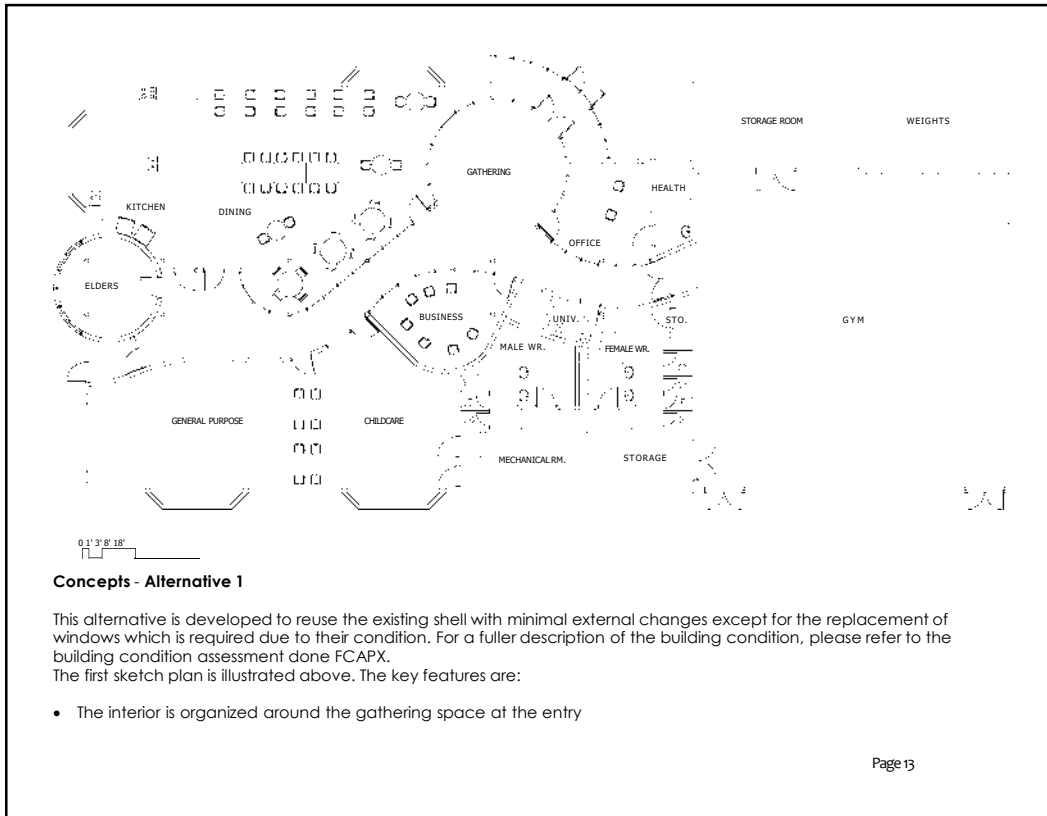 STORAGE ROOM WEIGHTS
GATHERING
HEALTH
KITCHEN
DINING
OFFICE
ELDERS
BUSINESS
UNIV.
STO.
GYM
MALE WR.
FEMALE WR.
GENERAL PURPOSE
CHILDCARE
MECHANICAL RM.
STORAGE
0 1' 3' 8' 18'
Concepts - Alternative 1
This alternative is developed to reuse the existing shell with minimal external changes except for the replacement of
windows which is required due to their condition. For a fuller description of the building condition, please refer to the
building condition assessment done FCAPX.
The first sketch plan is illustrated above. The key features are:
• The interior is organized around the gathering space at the entry
Page 13